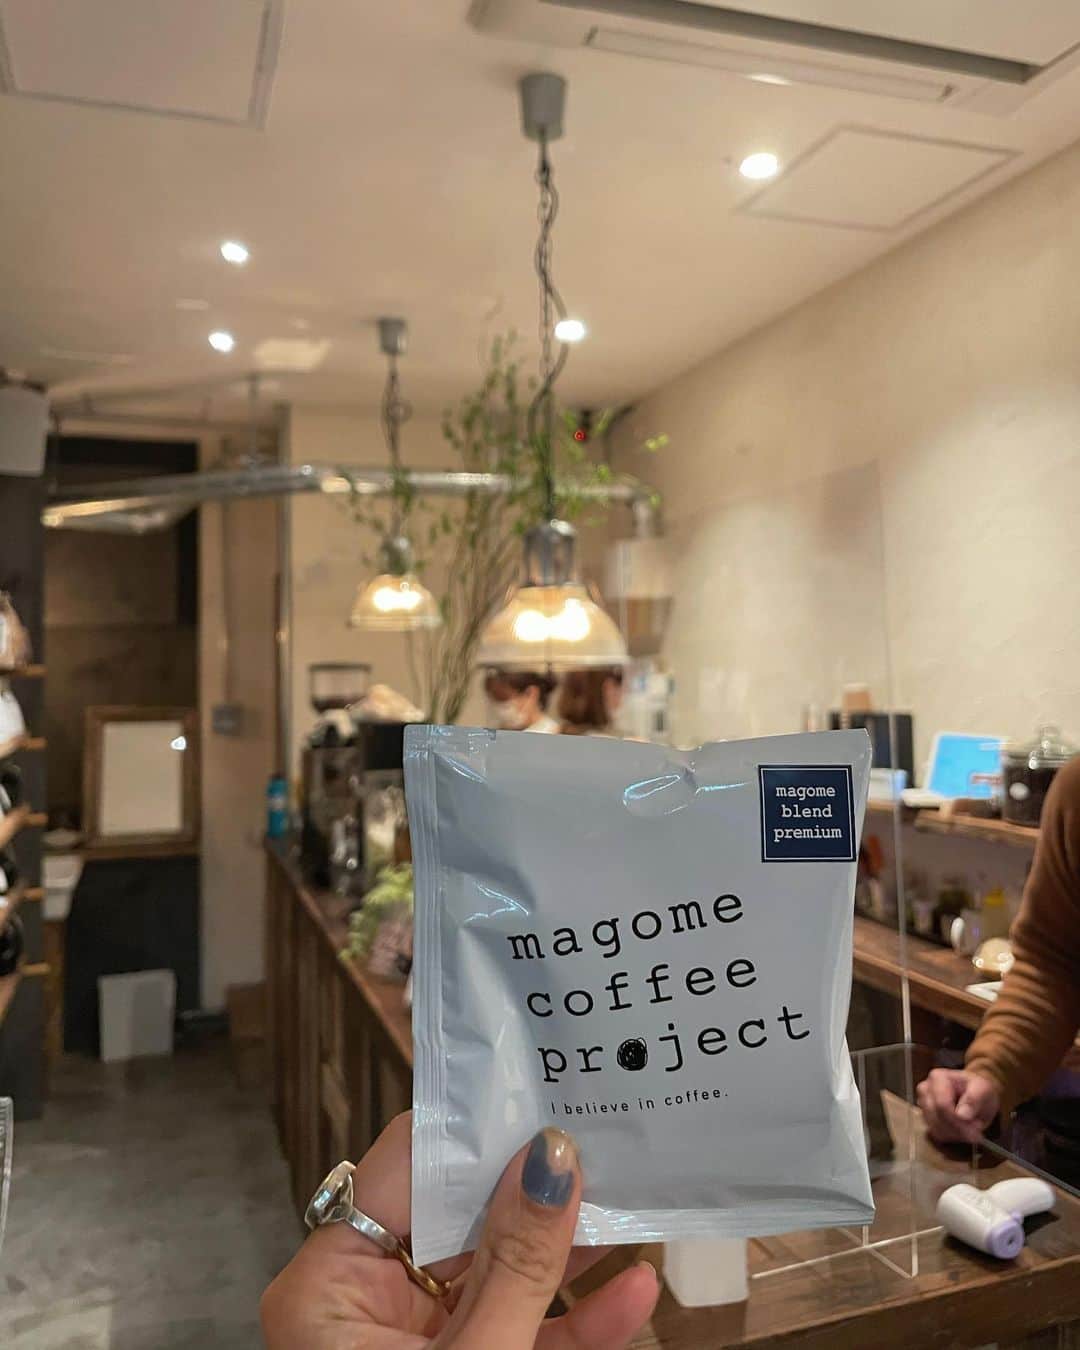 magome
blend
premium
magome
coffee
project
I believe in coffee.